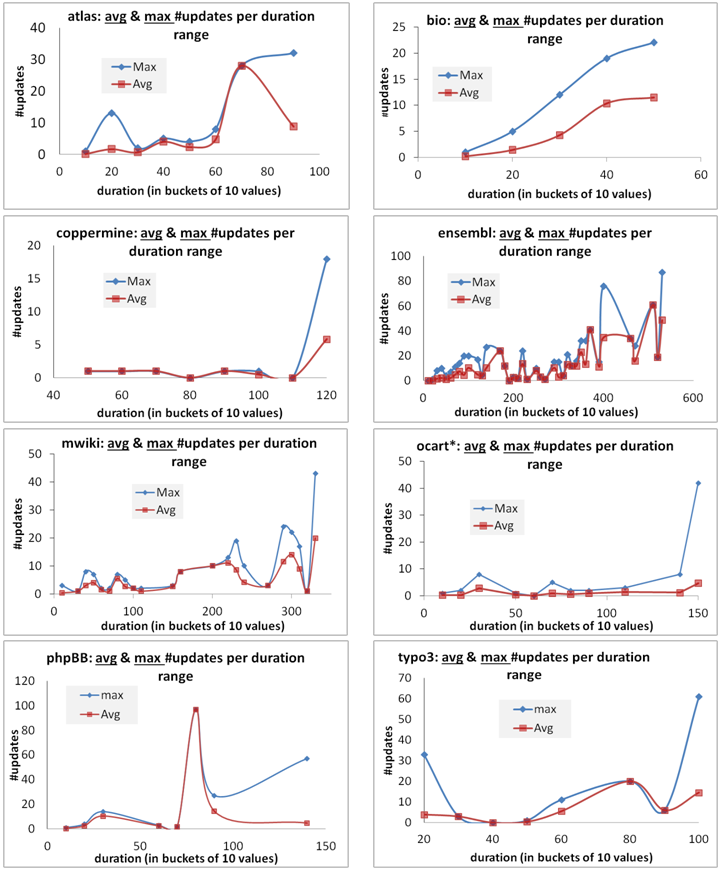 atlas: avg & max #updates per duration
range
40
30
20
10
0
#updates
Max
Avg
0 50 100
duration (in buckets of 10 values)
bio: avg & max #updates per duration
range
25
20
15
10
5
0
#updates
Max
Avg
0 20 40 60
duration (in buckets of 10 values)
coppermine: avg & max #updates per
duration range
20
15
10
5
0
#updates
Max
Avg
40 60 80 100 120
duration (in buckets of 10 values)
ensembl: avg & max #updates per
duration range
100
80
60
40
20
0
#updates
Max
Avg
0 200 400 600
duration (in buckets of 10 values)
mwiki: avg & max #updates per duration
range
50
40
30
20
10
0
#updates
Max
Avg
0 100 200 300
duration (in buckets of 10 values)
ocart*: avg & max #updates per duration
range
50
40
30
20
10
0
#updates
Max
Avg
0 50 100 150
duration (in buckets of 10 values)
phpBB: avg & max #updates per duration
range
120
100
80
60
40
20
0
#updates
max
Avg
0 50 100 150
duration (in buckets of 10 values)
typo3: avg & max #updates per duration
range
70
60
50
40
30
20
10
0
#updates
max
Avg
20 40 60 80 100
duration (in buckets of 10 values)